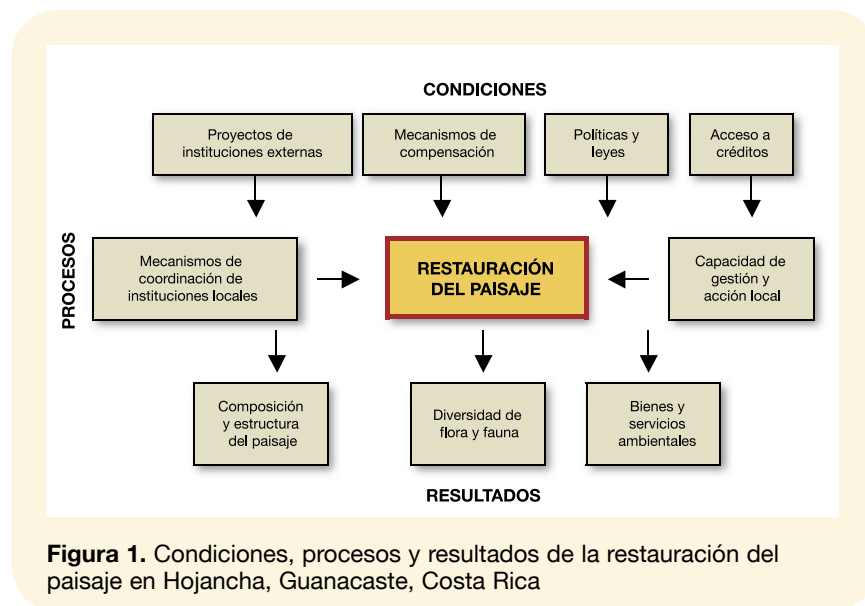 CONDICIONES
Proyectos de
instituciones externas
Mecanismos de
compensación
Políticas y
leyes
Acceso a
créditos
PROCESOS
Mecanismos de
coordinación de
instituciones locales
RESTAURACIÓN
DEL PAISAJE
Capacidad de
gestión y
acción local
Composición
y estructura
del paisaje
Diversidad de
flora y fauna
Bienes y
servicios
ambientales
RESULTADOS
Figura 1. Condiciones, procesos y resultados de la restauración del
paisaje en Hojancha, Guanacaste, Costa Rica